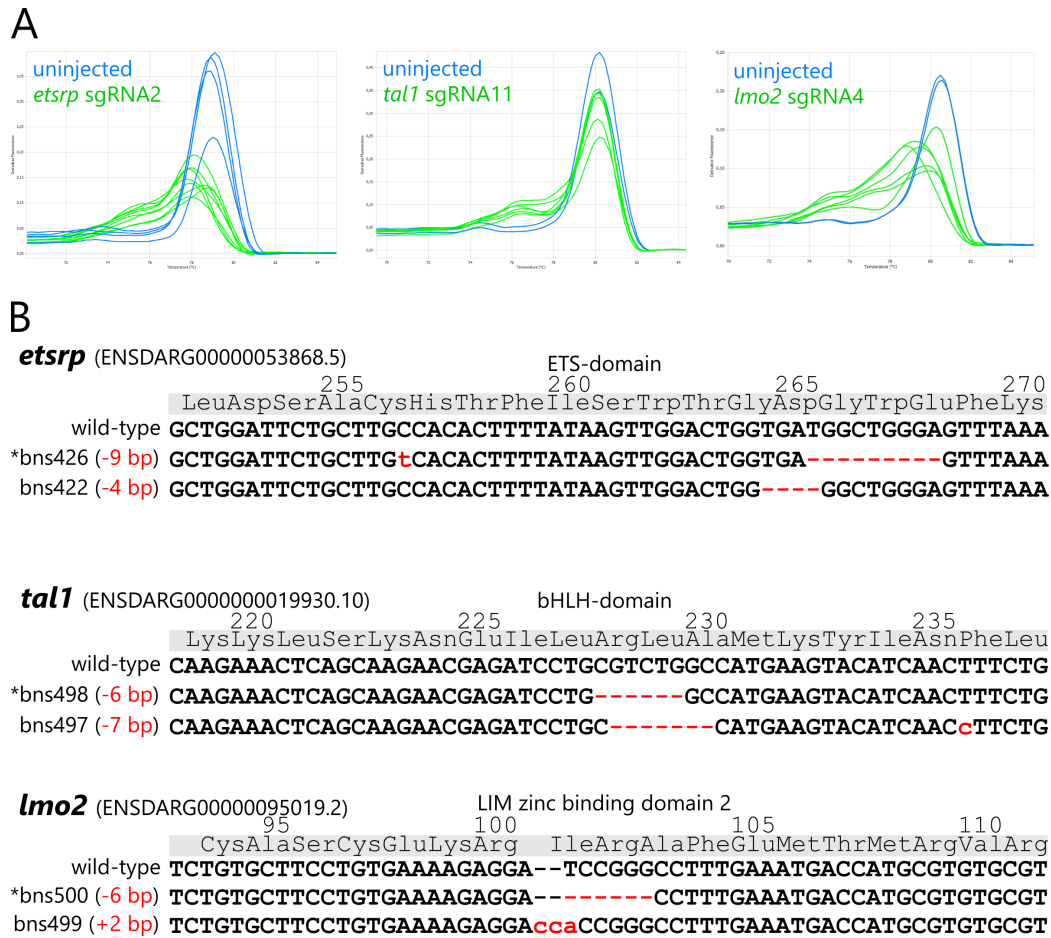 A
uninjected
etsrp sgRNA2
uninjected
tal1 sgRNA11
uninjected
lmo2 sgRNA4
Temperature [°C]
Temperature [°C]
Temperature [°C]
B
etsrp (ENSDARG00000053868.5)
ETS-domain
255 260 265 270
LeuAspSerAlaCysHisThrPheIleSerTrpThrGlyAspGlyTrpGluPheLys
wild-type GCTGGATTCTGCTTGCCACACTTTTATAAGTTGGACTGGTGATGGCTGGGAGTTTAAA
*bns426 (-9 bp) GCTGGATTCTGCTTGtCACACTTTTATAAGTTGGACTGGTGA---------GTTTAAA
bns422 (-4 bp) GCTGGATTCTGCTTGCCACACTTTTATAAGTTGGACTGG----GGCTGGGAGTTTAAA
tal1 (ENSDARG00000019930.10)
bHLH-domain
220 225 230 235
LysLysLeuSerLysAsnGluIleLeuArgLeuAlaMetLysTyrIleAsnPheLeu
wild-type CAAGAAACTCAGCAAGAACGAGATCCTGCGTCTGGCCATGAAGTACATCAACTTTCTG
*bns498 (-6 bp) CAAGAAACTCAGCAAGAACGAGATCCTG------GCCATGAAGTACATCAACTTTCTG
bns497 (-7 bp) CAAGAAACTCAGCAAGAACGAGATCCTGC-------CATGAAGTACATCAACcTTCTG
lmo2 (ENSDARG00000095019.2)
LIM zinc binding domain 2
95 100 105 110
CysAlaSerCysGluLysArg IleArgAlaPheGluMetThrMetArgValArg
wild-type TCTGTGCTTCCTGTGAAAAGAGGA--TCCGGGCCTTTGAAATGACCATGCGTGTGCGT
*bns500 (-6 bp) TCTGTGCTTCCTGTGAAAAGAGGA--------CCTTTGAAATGACCATGCGTGTGCGT
bns499 (+2 bp) TCTGTGCTTCCTGTGAAAAGAGGAccaCCGGGCCTTTGAAATGACCATGCGTGTGCGT